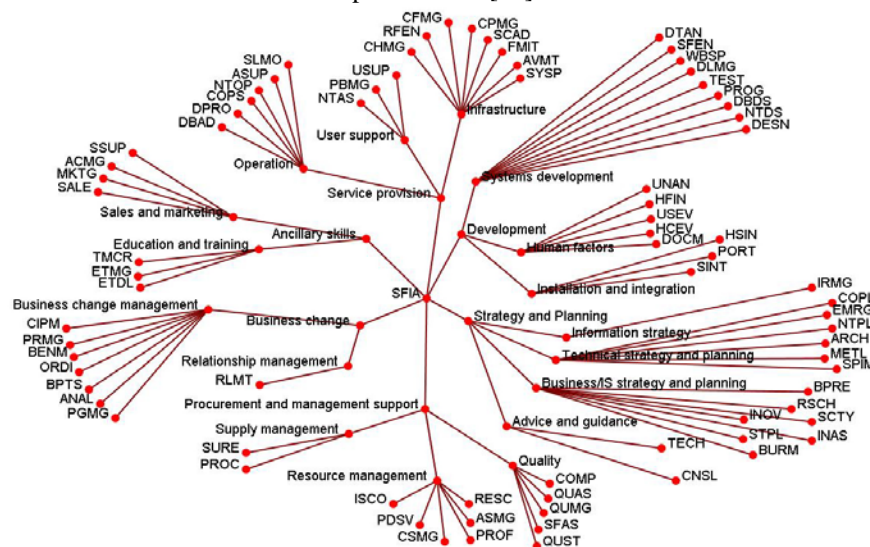 SLMO
ASUP
NTOP
COPS
DPRO
DBAD
Operation
USUP
PBMG
NTAS
User support
CFMG
RFEN
CHMG
CPMG
SCAD
FMIT
AVMT
SYSP
Infrastructure
Service provision
DTAN
SFEN
WBSP
DLMG
TEST
PROG
DBDS
NTDS
DESN
Systems development
UNAN
HFIN
USEV
HCEV
DOCM
Human factors
Development
HSIN
PORT
SINT
Installation and integration
SSUP
ACMG
MKTG
SALE
Sales and marketing
Ancillary skills
Education and training
TMCR
ETMG
ETDL
SFIA
Business change management
CIPM
PRMG
BENM
ORDI
BPTS
ANAL
PGMG
Business change
Relationship management
RLMT
Strategy and Planning
Information strategy
IRMG
Technical strategy and planning
COPL
EMRG
NTPL
ARCH
METL
SPIM
Business/IS strategy and planning
BPRE
RSCH
SCTY
INOV
INAS
STPL
BURM
Advice and guidance
TECH
CNSL
Procurement and management support
Supply management
SURE
PROC
Resource management
ISCO
PDSV
CSMG
RESC
ASMG
PROF
Quality
COMP
QUAS
QUMG
SFAS
QUST